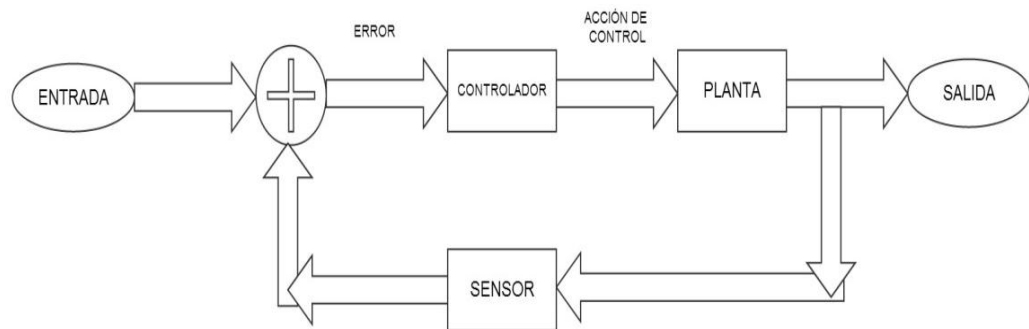 ERROR
ACCIÓN DE
CONTROL
ENTRADA
CONTROLADOR
PLANTA
SALIDA
SENSOR